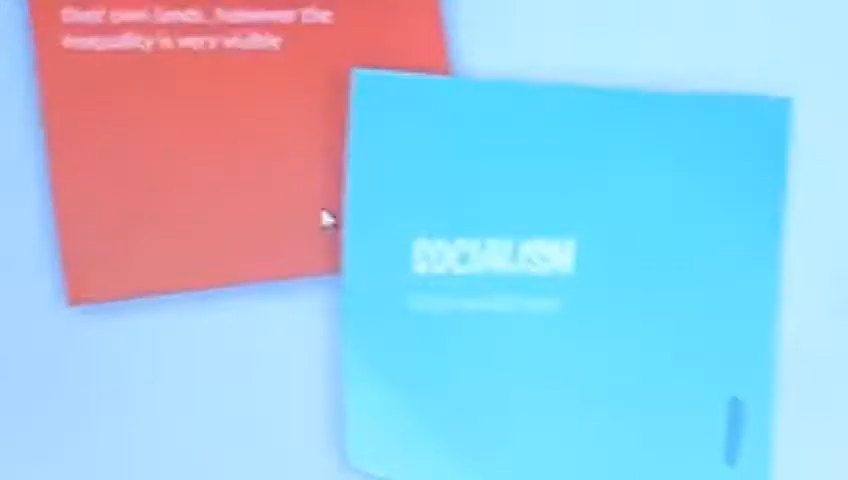 their own lands, however the
inequality is very visible
SOCIALISM